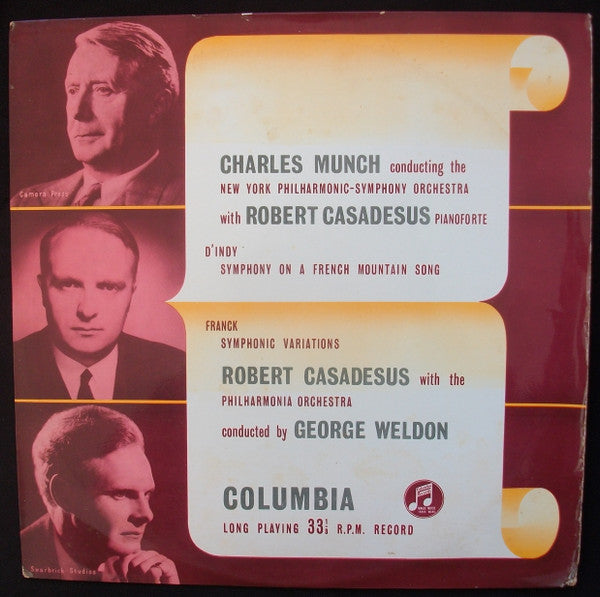 CHARLES MUNCH conducting the
NEW YORK PHILHARMONIC-SYMPHONY ORCHESTRA
with ROBERT CASADESUS PIANOFORTE
D'INDY
SYMPHONY ON A FRENCH MOUNTAIN SONG
FRANCK
SYMPHONIC VARIATIONS
ROBERT CASADESUS with the
PHILHARMONIA ORCHESTRA
conducted by GEORGE WELDON
COLUMBIA
LONG PLAYING 33⅓ R.P.M. RECORD
Camera Press
Swarbrick Studios